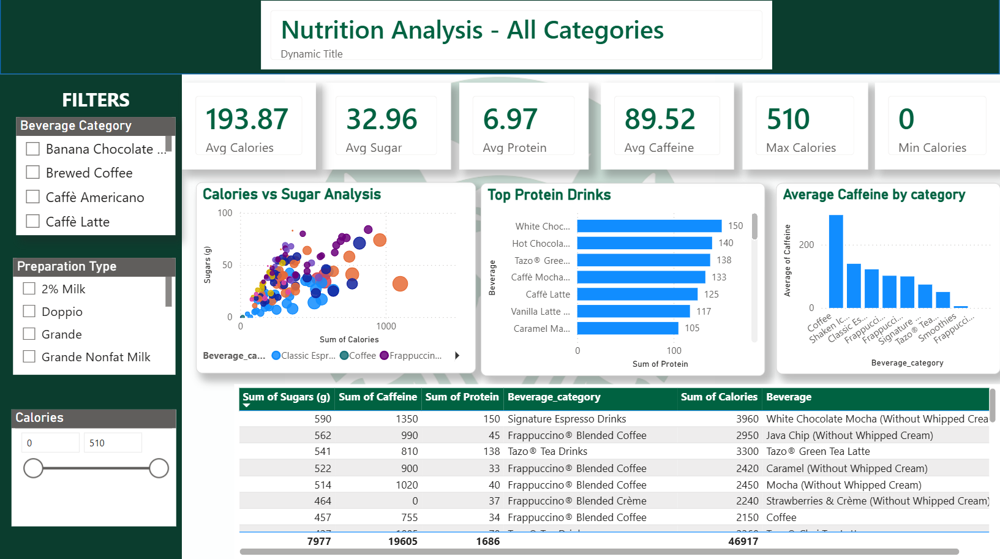 Nutrition Analysis - All Categories
Dynamic Title
FILTERS
Beverage Category
Banana Chocolate ...
Brewed Coffee
Caffè Americano
Caffè Latte
Preparation Type
2% Milk
Doppio
Grande
Grande Nonfat Milk
Calories
0 510
193.87
Avg Calories
32.96
Avg Sugar
6.97
Avg Protein
89.52
Avg Caffeine
510
Max Calories
0
Min Calories
Calories vs Sugar Analysis
Sugars (g)
100
50
0
0 1000
Sum of Calories
Beverage_ca... Classic Espr... Coffee Frappuccin...
Top Protein Drinks
Beverage
White Choc... 150
Hot Chocola... 140
Tazo® Gree... 138
Caffè Mocha... 133
Caffè Latte 125
Vanilla Latte ... 117
Caramel Ma... 105
0 100
Sum of Protein
Average Caffeine by category
Average of Caffeine
200
0
Coffee
Shaken Ic...
Classic Es...
Frappucci...
Frappucci...
Signature ...
Tazo® Tea...
Smoothies
Frappucci...
Beverage_category
Sum of Sugars (g) Sum of Caffeine Sum of Protein Beverage_category Sum of Calories Beverage
590 1350 150 Signature Espresso Drinks 3960 White Chocolate Mocha (Without Whipped Crea
562 990 45 Frappuccino® Blended Coffee 2950 Java Chip (Without Whipped Cream)
541 810 138 Tazo® Tea Drinks 3300 Tazo® Green Tea Latte
522 900 33 Frappuccino® Blended Coffee 2420 Caramel (Without Whipped Cream)
514 1020 40 Frappuccino® Blended Coffee 2450 Mocha (Without Whipped Cream)
464 0 37 Frappuccino® Blended Crème 2240 Strawberries & Crème (Without Whipped Cream)
457 755 34 Frappuccino® Blended Coffee 2150 Coffee
7977 19605 1686 46917